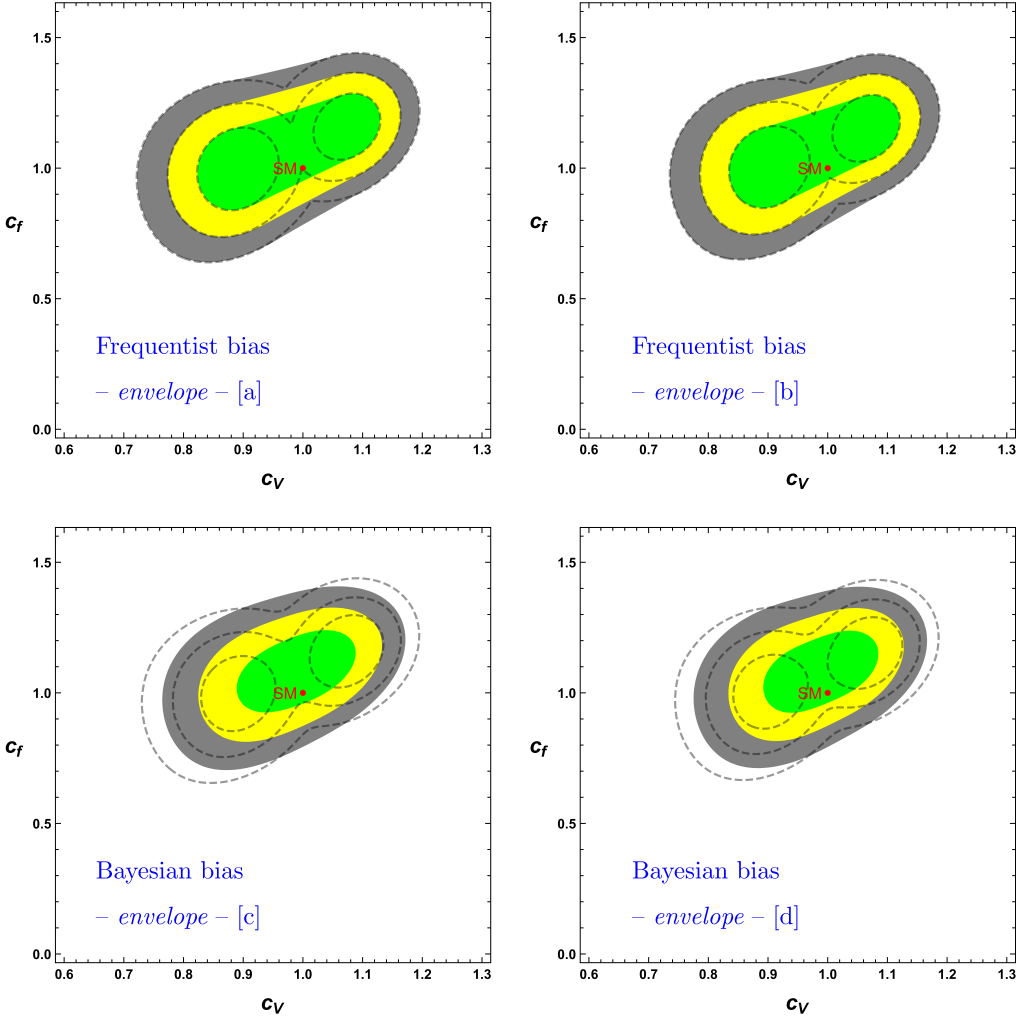 1.5
1.0
0.5
0.0
c_f
SM
Frequentist bias
– envelope – [a]
0.6 0.7 0.8 0.9 1.0 1.1 1.2 1.3
c_V
1.5
1.0
0.5
0.0
c_f
SM
Frequentist bias
– envelope – [b]
0.6 0.7 0.8 0.9 1.0 1.1 1.2 1.3
c_V
1.5
1.0
0.5
0.0
c_f
SM
Bayesian bias
– envelope – [c]
0.6 0.7 0.8 0.9 1.0 1.1 1.2 1.3
c_V
1.5
1.0
0.5
0.0
c_f
SM
Bayesian bias
– envelope – [d]
0.6 0.7 0.8 0.9 1.0 1.1 1.2 1.3
c_V